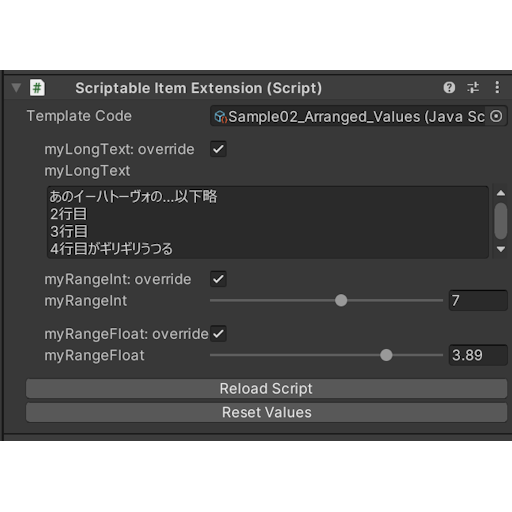 Scriptable Item Extension (Script)
Template Code
Sample02_Arranged_Values (Java Sc
myLongText: override
myLongText
あのイーハトーヴォの...以下略
2行目
3行目
4行目がギリギリうつる
myRangeInt: override
myRangeInt 7
myRangeFloat: override
myRangeFloat 3.89
Reload Script
Reset Values